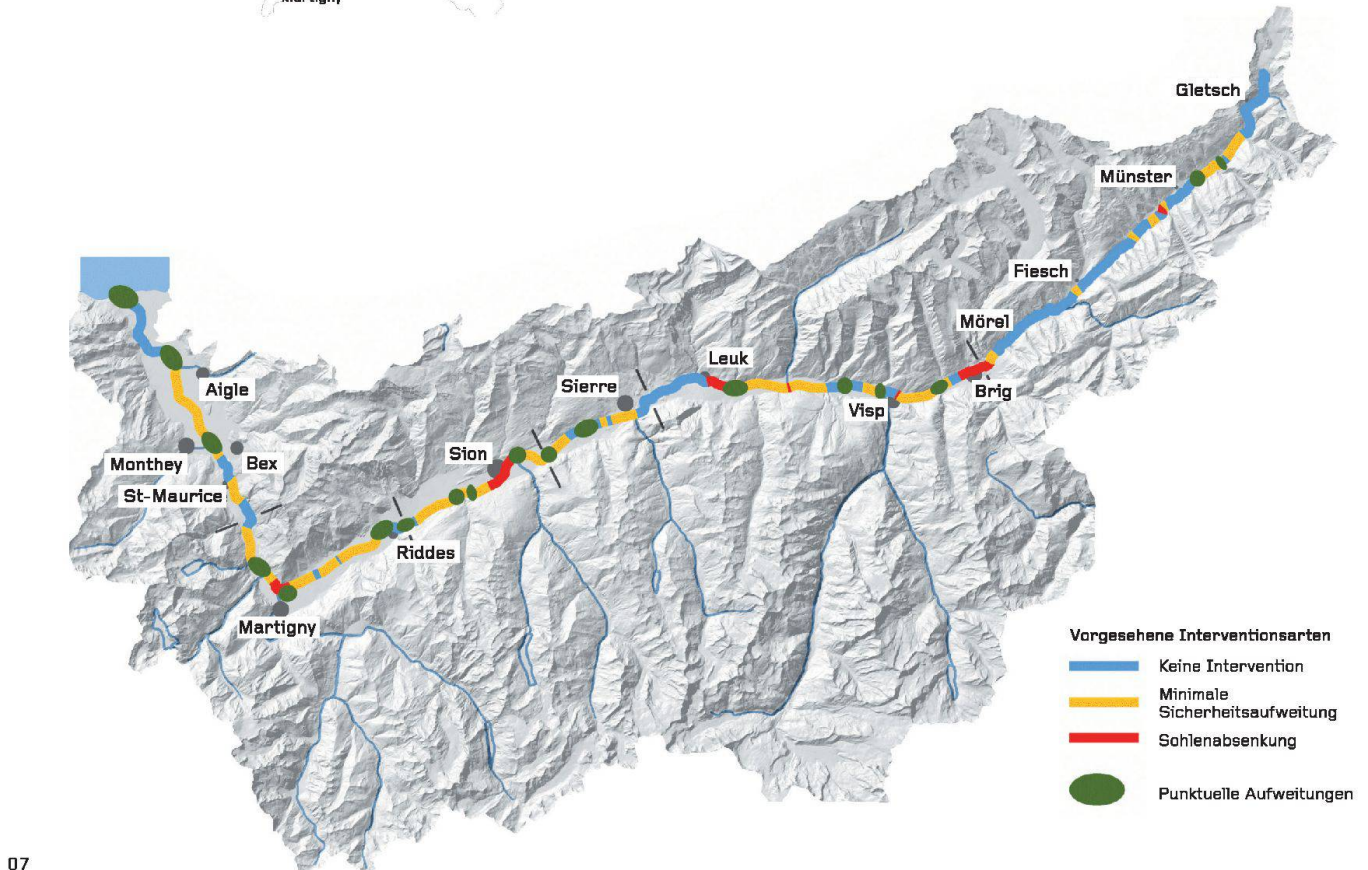 Martigny
Gletsch
Münster
Fiesch
Mörel
Leuk
Sierre
Aigle
Brig
Visp
Sion
Monthey
Bex
St-Maurice
Riddes
Martigny
Vorgesehene Interventionsarten
Keine Intervention
Minimale
Sicherheitsaufweitung
Sohlenabsenkung
Punktuelle Aufweitungen
07